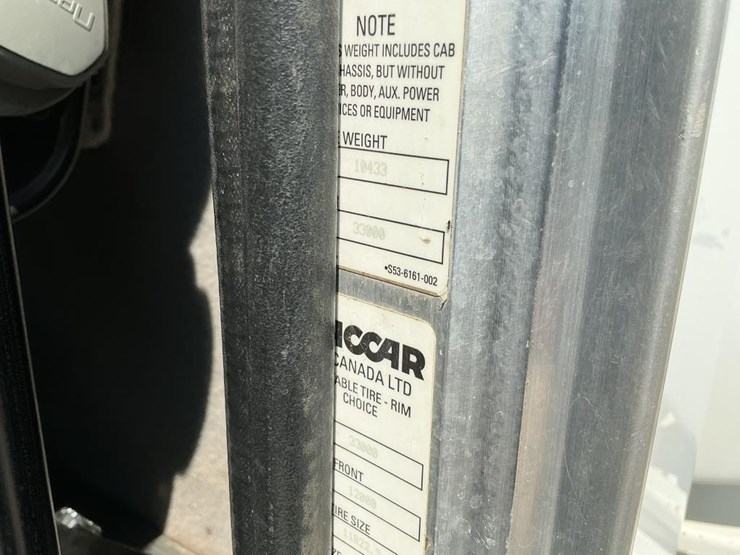 NOTE
WEIGHT INCLUDES CAB
HASSIS, BUT WITHOUT
R, BODY, AUX. POWER
ICES OR EQUIPMENT
WEIGHT
10433
33000
•S53-6161-002
CCAR
CANADA LTD
ABLE TIRE - RIM
CHOICE
33000
FRONT
12000
IRE SIZE